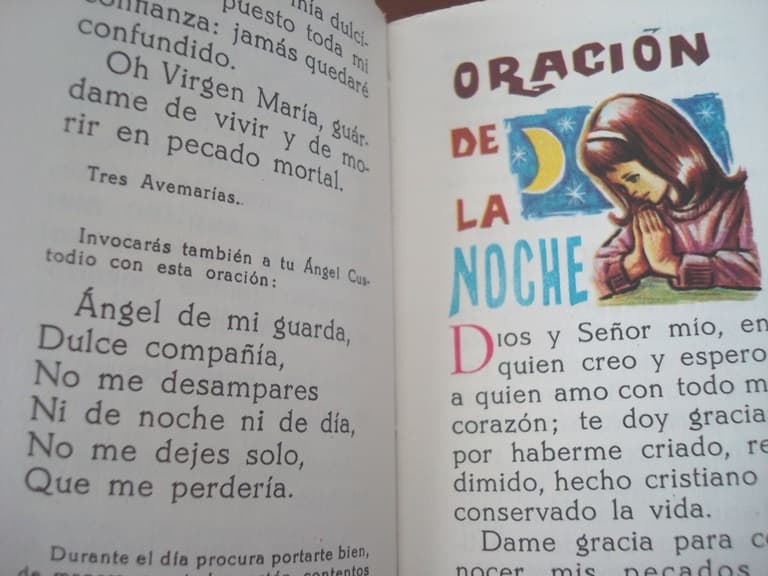 mía dulcí-
puesto toda mi
confianza: jamás quedaré
confundido.
Oh Virgen María, guár-
dame de vivir y de mo-
rir en pecado mortal.
Tres Avemarías.
Invocarás también a tu Ángel Cus-
todio con esta oración:
Ángel de mi guarda,
Dulce compañía,
No me desampares
Ni de noche ni de día,
No me dejes solo,
Que me perdería.
Durante el día procura portarte bien,
contentos
ORACIÓN
DE
LA
NOCHE
Dios y Señor mío, en
quien creo y espero
a quien amo con todo m
corazón; te doy gracia
por haberme criado, re
dimido, hecho cristiano
conservado la vida.
Dame gracia para co
nocer mis pecados